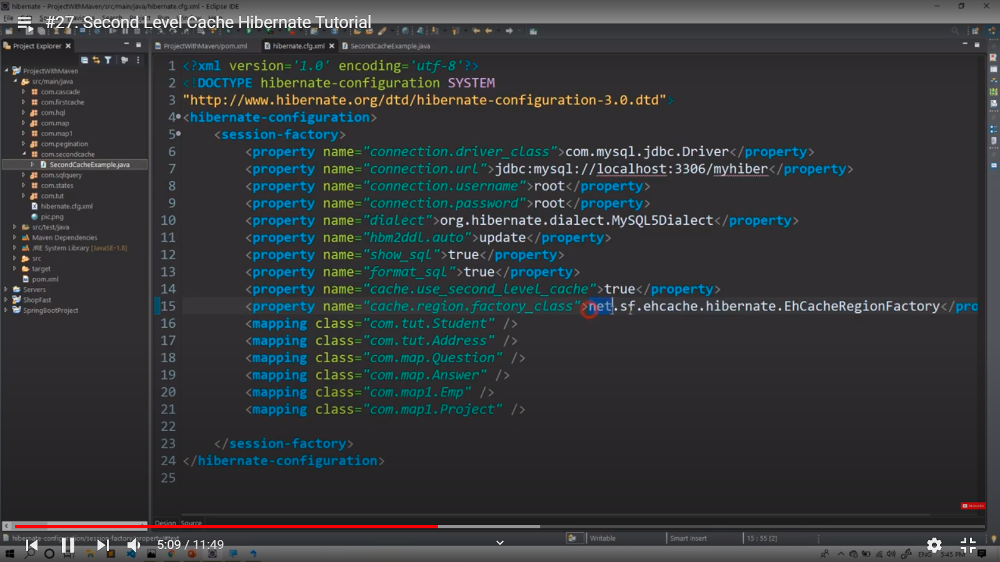 hibernate - ProjectWithMaven/src/main/java/hibernate.cfg.xml - Eclipse IDE
#27. Second Level Cache Hibernate Tutorial
Project Explorer
ProjectWithMaven/pom.xml
hibernate.cfg.xml
SecondCacheExample.java
ProjectWithMaven
src/main/java
com.cascade
com.firstcache
com.hql
com.map
com.map1
com.pegination
com.secondcache
SecondCacheExample.java
com.sqlquery
com.states
com.tut
hibernate.cfg.xml
pic.png
src/test/java
Maven Dependencies
JRE System Library [JavaSE-1.8]
src
target
pom.xml
Servers
ShopFast
SpringBootProject
1 <?xml version='1.0' encoding='utf-8'?>
2 <!DOCTYPE hibernate-configuration SYSTEM
3 "http://www.hibernate.org/dtd/hibernate-configuration-3.0.dtd">
4 <hibernate-configuration>
5 <session-factory>
6 <property name="connection.driver_class">com.mysql.jdbc.Driver</property>
7 <property name="connection.url">jdbc:mysql://localhost:3306/myhiber</property>
8 <property name="connection.username">root</property>
9 <property name="connection.password">root</property>
10 <property name="dialect">org.hibernate.dialect.MySQL5Dialect</property>
11 <property name="hbm2ddl.auto">update</property>
12 <property name="show_sql">true</property>
13 <property name="format_sql">true</property>
14 <property name="cache.use_second_level_cache">true</property>
15 <property name="cache.region.factory_class">net.sf.ehcache.hibernate.EhCacheRegionFactory</pro
16 <mapping class="com.tut.Student" />
17 <mapping class="com.tut.Address" />
18 <mapping class="com.map.Question" />
19 <mapping class="com.map.Answer" />
20 <mapping class="com.map1.Emp" />
21 <mapping class="com.map1.Project" />
22
23 </session-factory>
24 </hibernate-configuration>
25
Design Source
hibernate-configuration/session-factory/property/#text
Writable
Smart Insert
15 : 55 [2]
5:09 / 11:49
ENG
5:45 PM